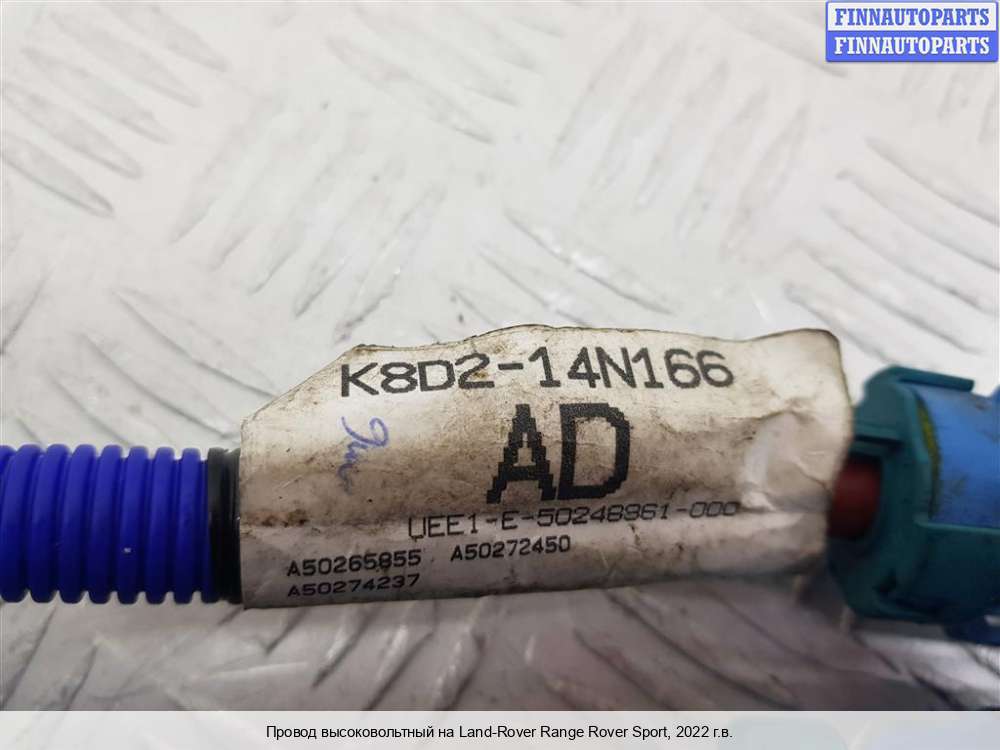 FINNAUTOPARTS
FINNAUTOPARTS
K8D2-14N166
AD
UEE1-E-50248961-000
A50265855 A50272450
A50274237
Провод высоковольтный на Land-Rover Range Rover Sport, 2022 г.в.